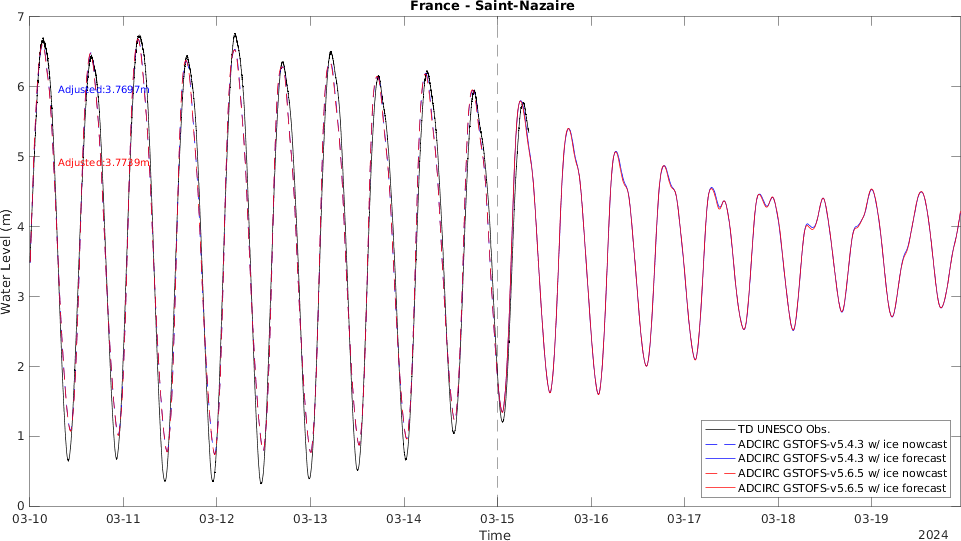 France - Saint-Nazaire
7
6
5
4
3
2
1
0
Water Level (m)
Adjusted:3.7697m
Adjusted:3.7739m
TD UNESCO Obs.
ADCIRC GSTOFS-v5.4.3 w/ ice nowcast
ADCIRC GSTOFS-v5.4.3 w/ ice forecast
ADCIRC GSTOFS-v5.6.5 w/ ice nowcast
ADCIRC GSTOFS-v5.6.5 w/ ice forecast
03-10 03-11 03-12 03-13 03-14 03-15 03-16 03-17 03-18 03-19
Time
2024